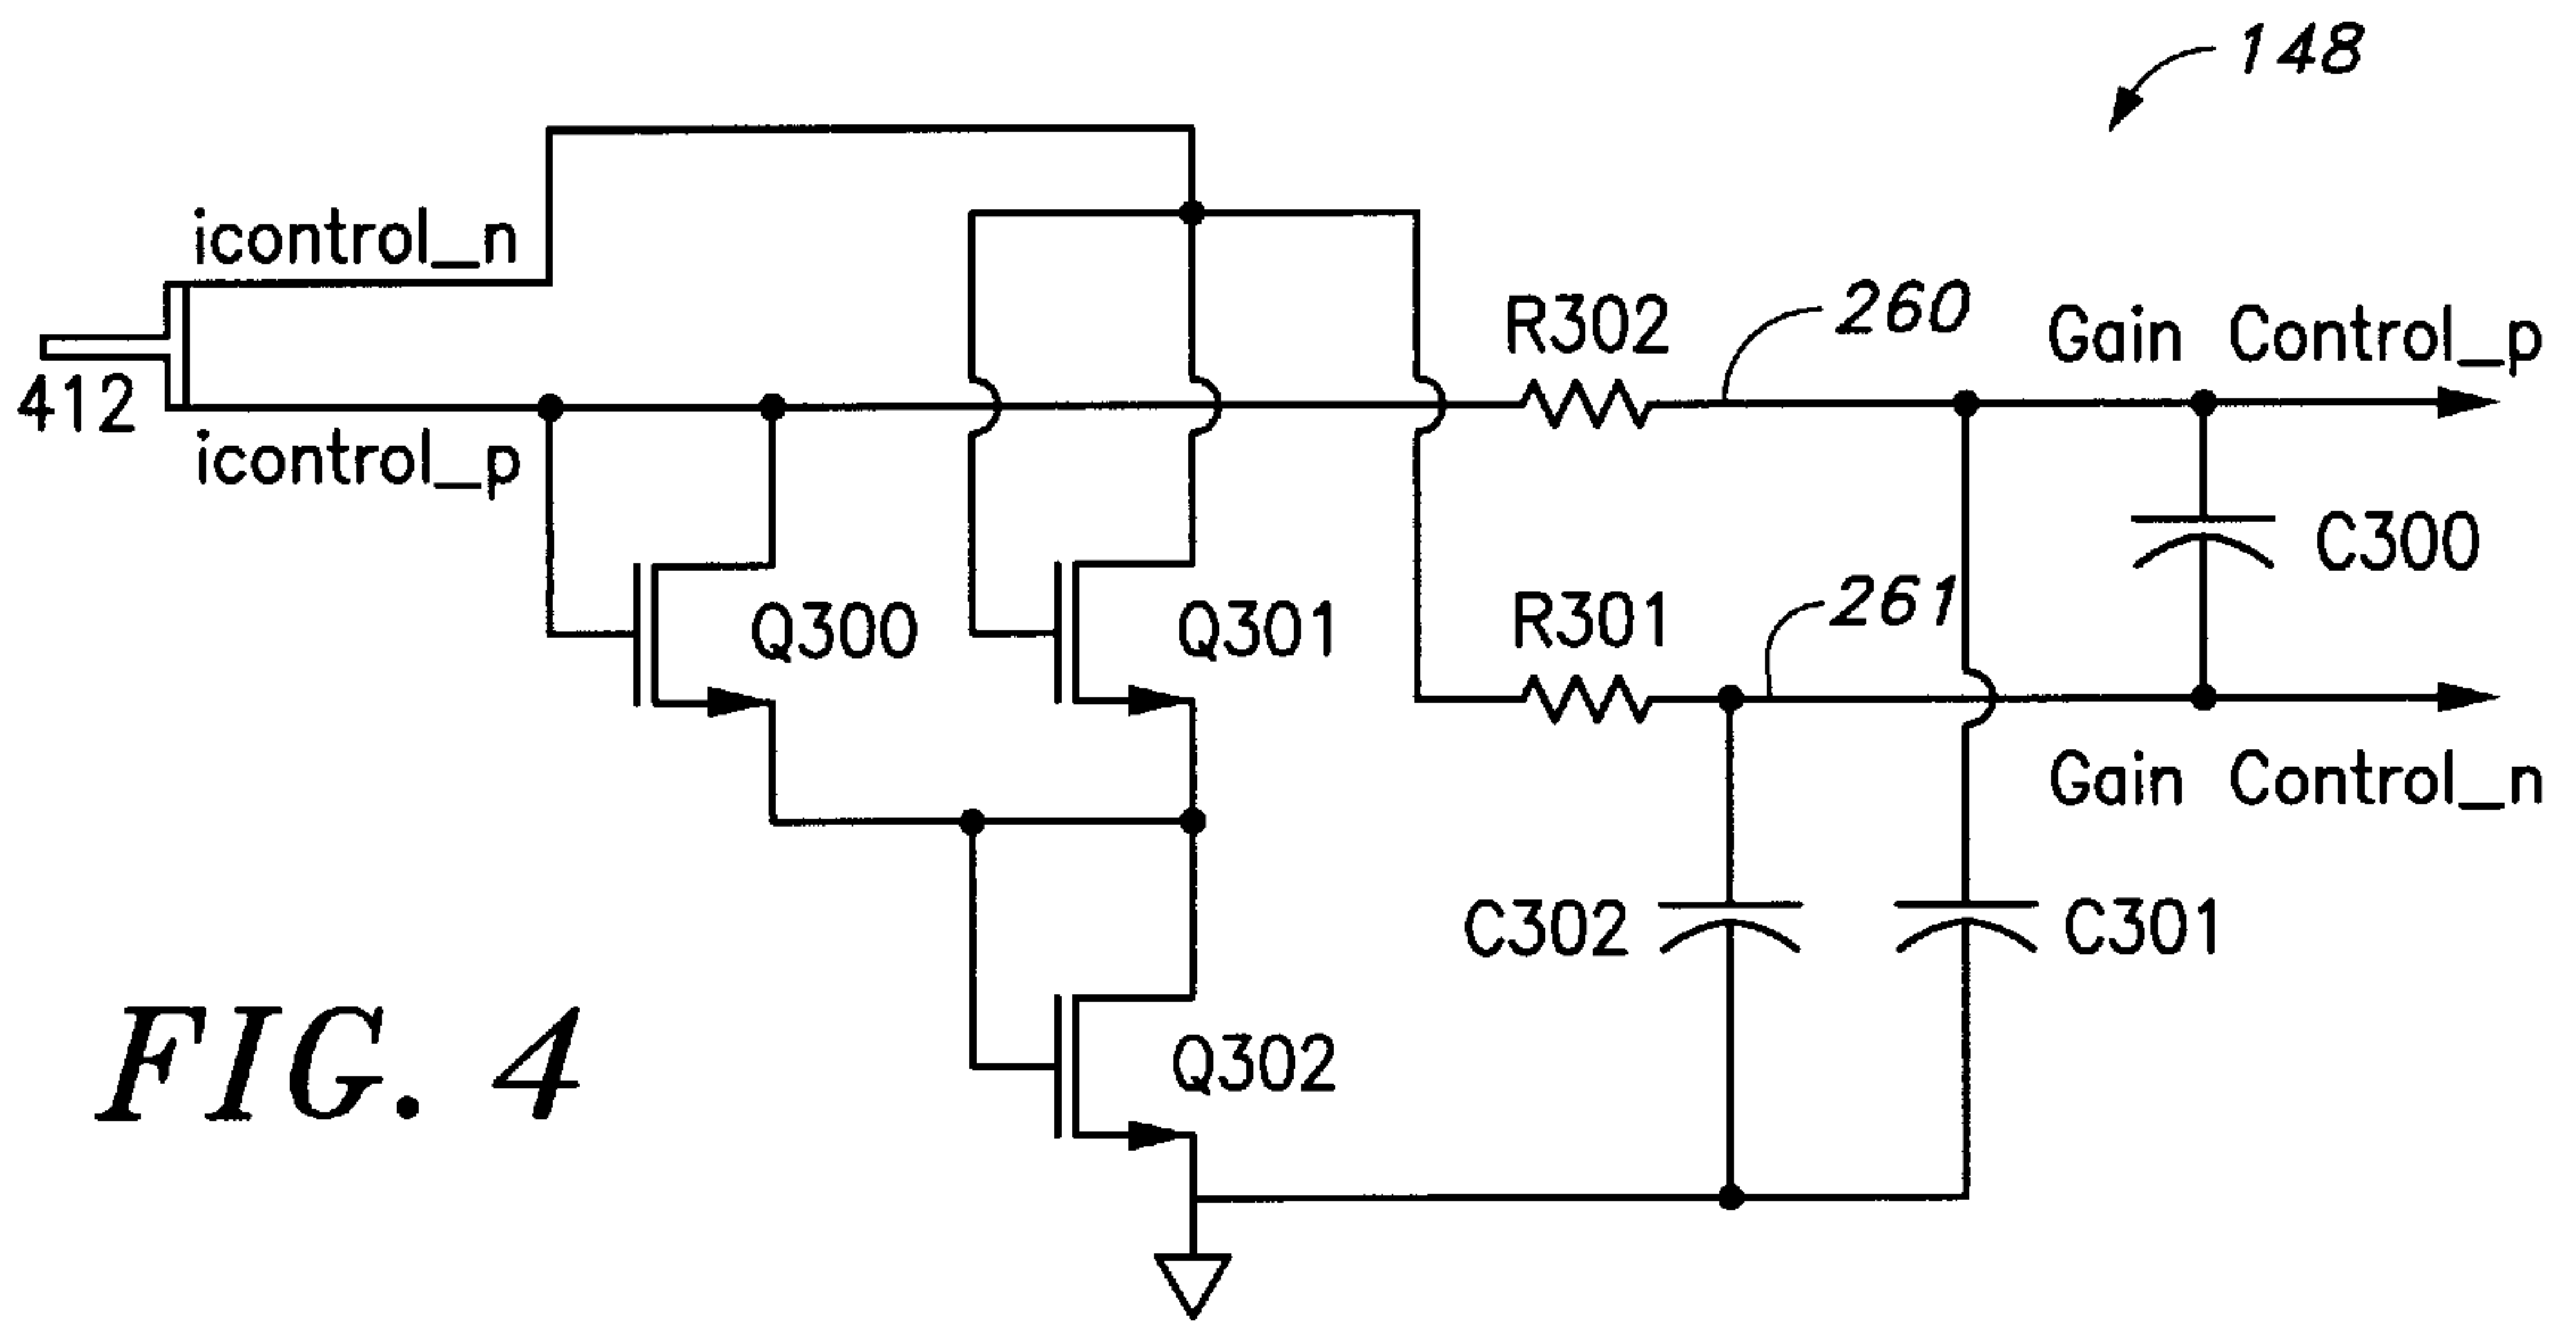 148
icontrol_n
412
icontrol_p
R302
260
Gain Control_p
Q300
Q301
R301
261
C300
Gain Control_n
C302
C301
Q302
FIG. 4